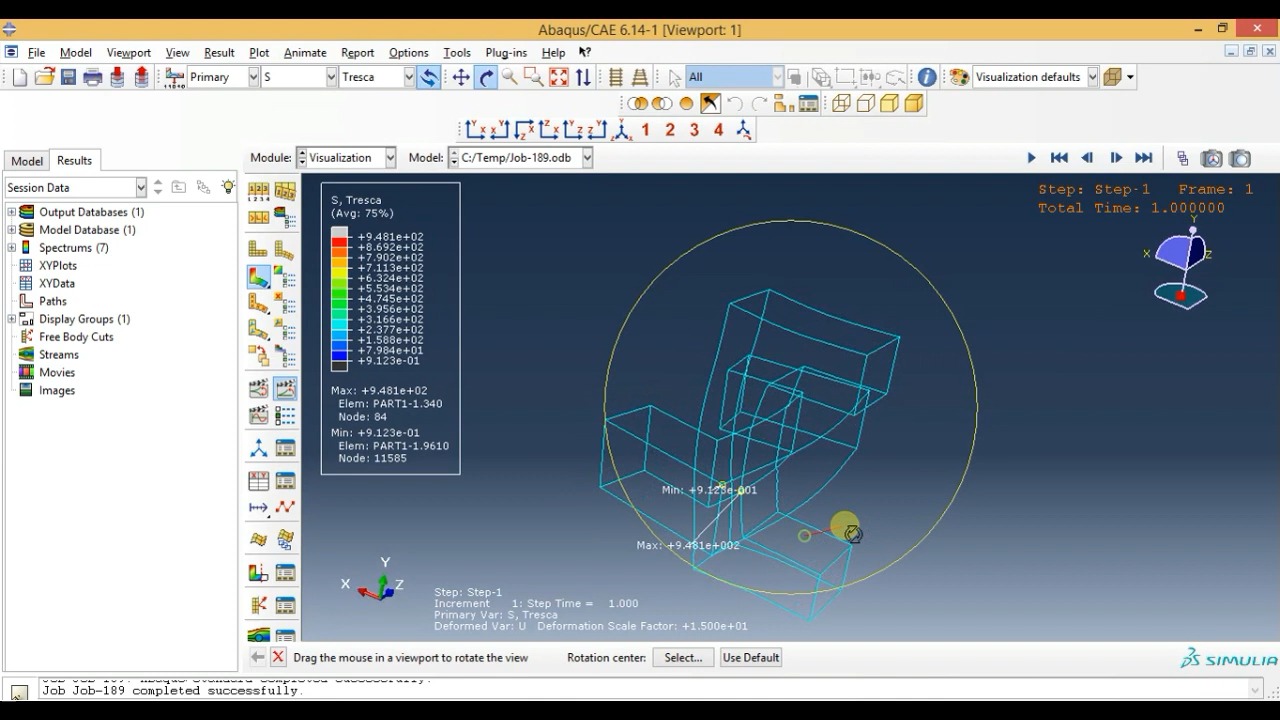 Abaqus/CAE 6.14-1 [Viewport: 1]
File Model Viewport View Result Plot Animate Report Options Tools Plug-ins Help
Primary S Tresca All Visualization defaults
1 2 3 4
Model Results Module: Visualization Model: C:/Temp/Job-189.odb
Session Data
Output Databases (1)
Model Database (1)
Spectrums (7)
XYPlots
XYData
Paths
Display Groups (1)
Free Body Cuts
Streams
Movies
Images
S, Tresca
(Avg: 75%)
+9.481e+02
+8.692e+02
+7.902e+02
+7.113e+02
+6.324e+02
+5.534e+02
+4.745e+02
+3.956e+02
+3.166e+02
+2.377e+02
+1.588e+02
+7.984e+01
+9.123e-01
Max: +9.481e+02
Elem: PART1-1.340
Node: 84
Min: +9.123e-01
Elem: PART1-1.9610
Node: 11585
Step: Step-1 Frame: 1
Total Time: 1.000000
Y
X Z
Min: +9.123e-001
Max: +9.481e+002
Y
X Z
Step: Step-1
Increment 1: Step Time = 1.000
Primary Var: S, Tresca
Deformed Var: U Deformation Scale Factor: +1.500e+01
Drag the mouse in a viewport to rotate the view Rotation center: Select... Use Default
SIMULIA
Job Job-189 completed successfully.